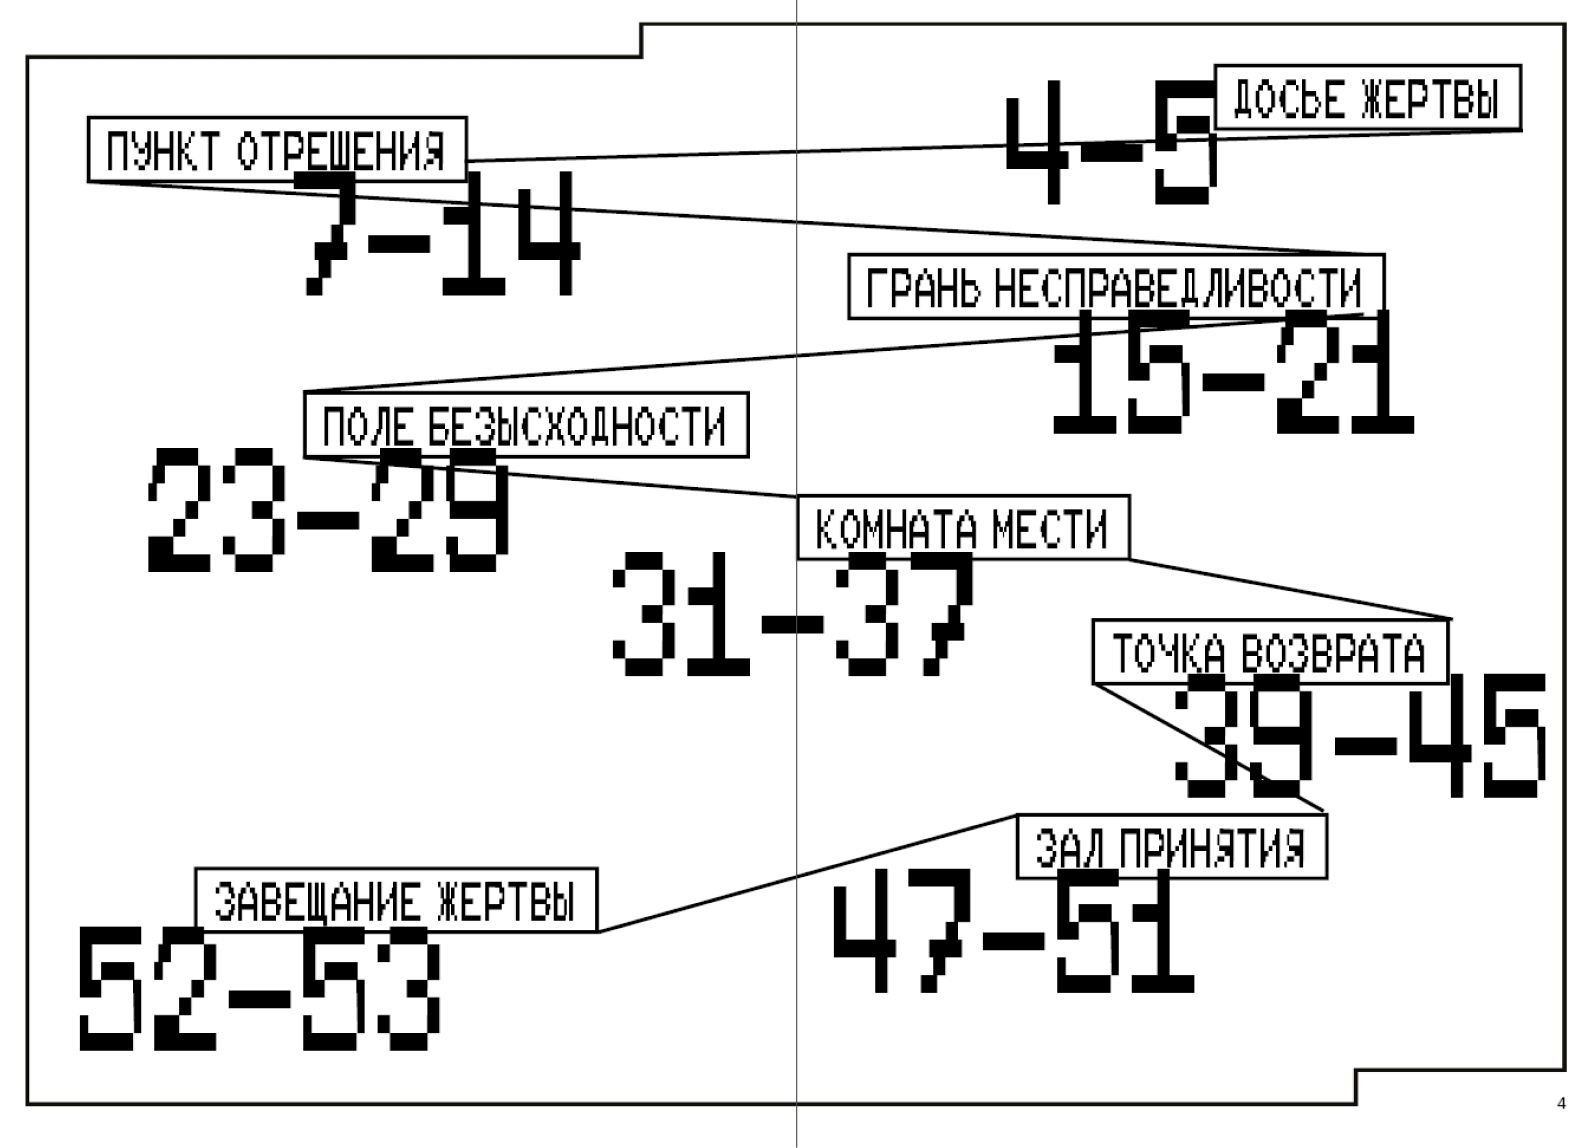 ДОСЬЕ ЖЕРТВЫ
4-5
ПУНКТ ОТРЕШЕНИЯ
7-14
ГРАНЬ НЕСПРАВЕДЛИВОСТИ
15-21
ПОЛЕ БЕЗЫСХОДНОСТИ
23-29
КОМНАТА МЕСТИ
31-37
ТОЧКА ВОЗВРАТА
39-45
ЗАЛ ПРИНЯТИЯ
47-51
ЗАВЕЩАНИЕ ЖЕРТВЫ
52-53
4